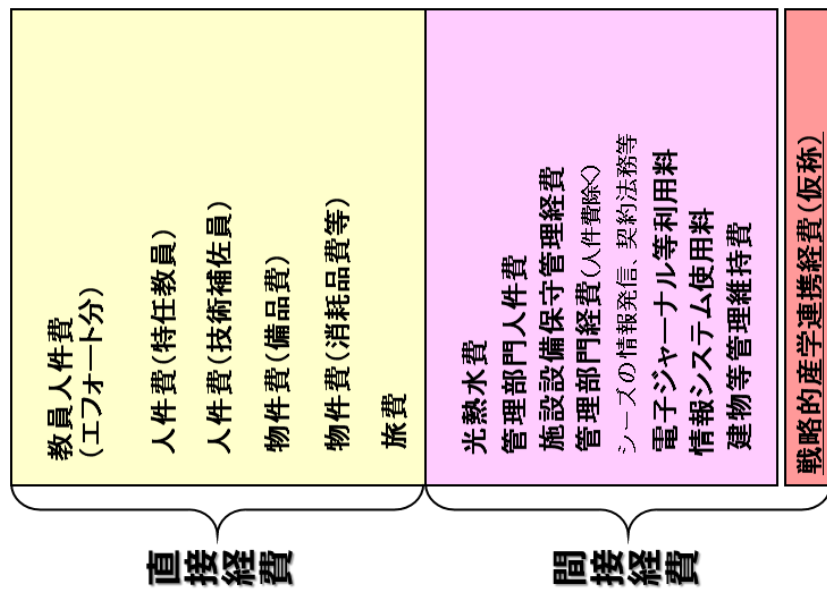 直接経費
教員人件費
(エフォート分)
人件費(特任教員)
人件費(技術補佐員)
物件費(備品費)
物件費(消耗品費等)
旅費
間接経費
光熱水費
管理部門人件費
施設設備保守管理経費
管理部門経費(人件費除く)
シーズの情報発信、契約法務等
電子ジャーナル等利用料
情報システム使用料
建物等管理維持費
戦略的産学連携経費(仮称)